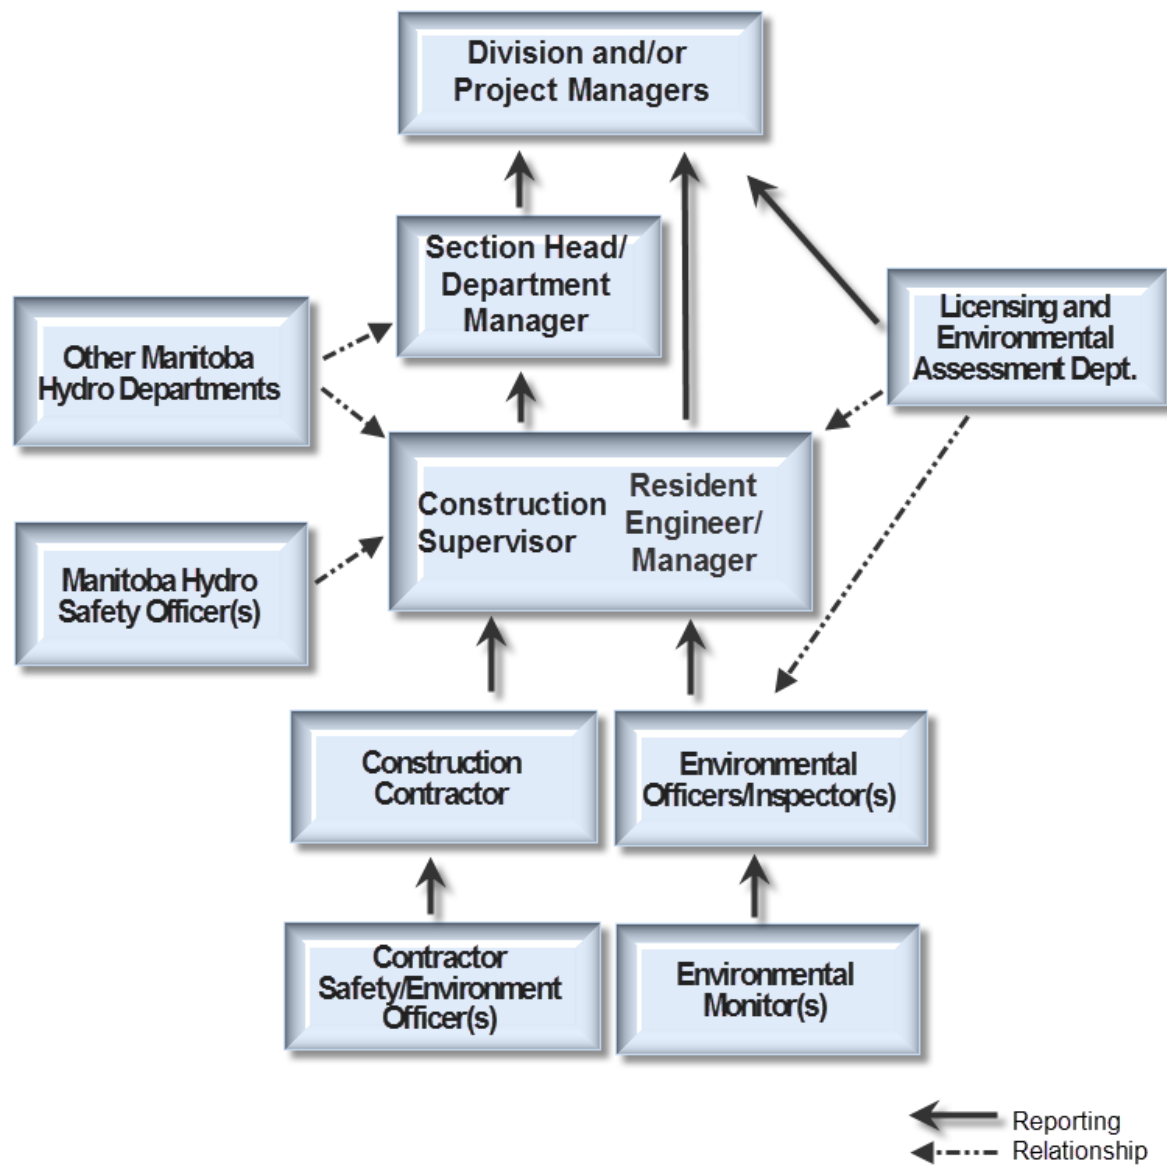 Division and/or
Project Managers
Section Head/
Department
Manager
Licensing and
Environmental
Assessment Dept.
Other Manitoba
Hydro Departments
Construction
Supervisor
Resident
Engineer/
Manager
Manitoba Hydro
Safety Officer(s)
Construction
Contractor
Environmental
Officers/Inspector(s)
Contractor
Safety/Environment
Officer(s)
Environmental
Monitor(s)
Reporting
Relationship